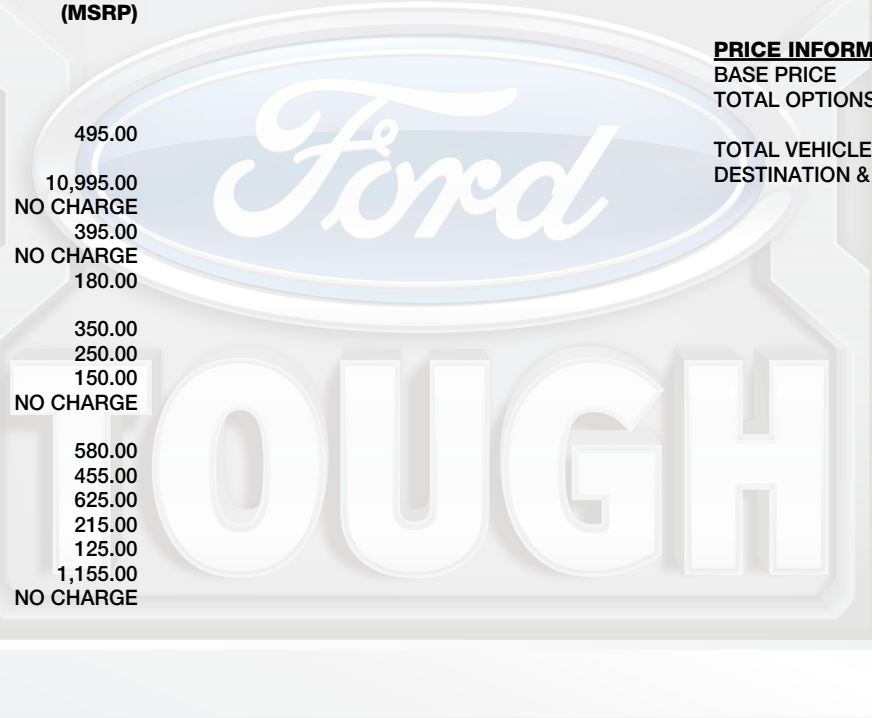 (MSRP)
495.00
10,995.00
NO CHARGE
395.00
NO CHARGE
180.00
350.00
250.00
150.00
NO CHARGE
580.00
455.00
625.00
215.00
125.00
1,155.00
NO CHARGE
PRICE INFORM
BASE PRICE
TOTAL OPTIONS
TOTAL VEHICLE
DESTINATION &
Ford
TOUGH